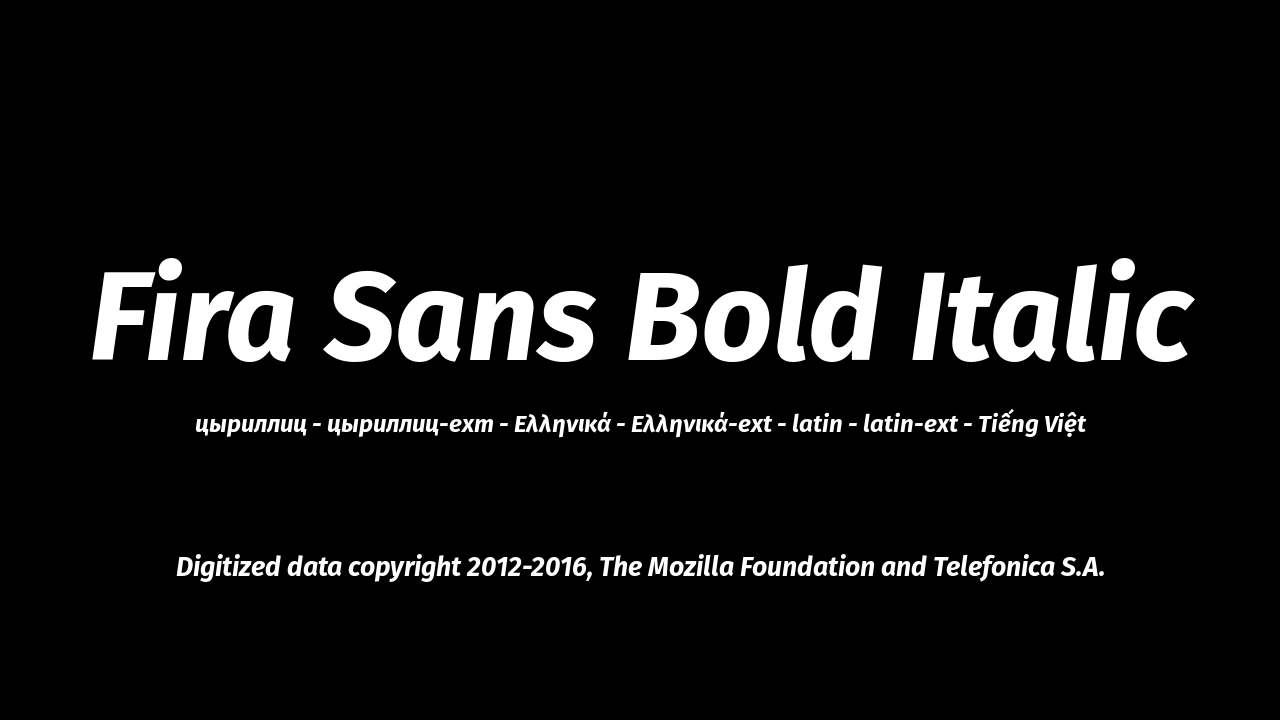 Fira Sans Bold Italic
цыриллиц - цыриллиц-ехт - Ελληνικά - Ελληνικά-ext - latin - latin-ext - Tiếng Việt
Digitized data copyright 2012-2016, The Mozilla Foundation and Telefonica S.A.